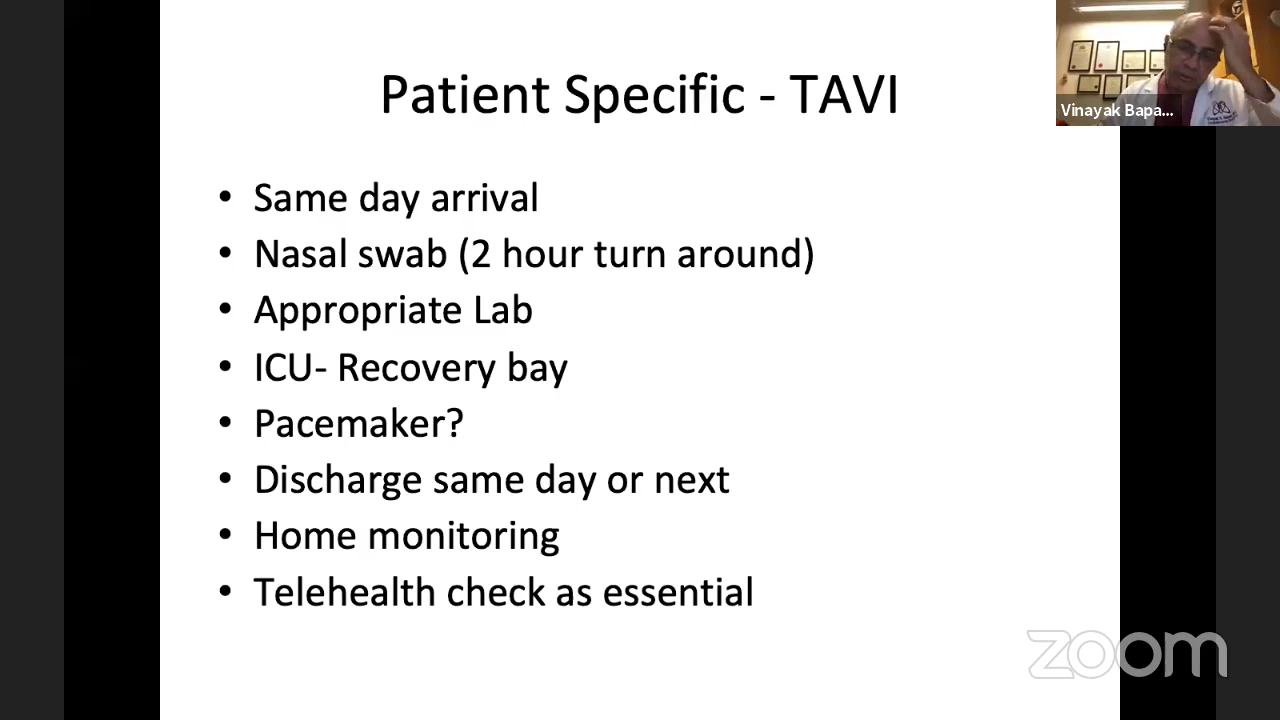 Patient Specific - TAVI
Vinayak Bapa...
• Same day arrival
• Nasal swab (2 hour turn around)
• Appropriate Lab
• ICU- Recovery bay
• Pacemaker?
• Discharge same day or next
• Home monitoring
• Telehealth check as essential
zoom